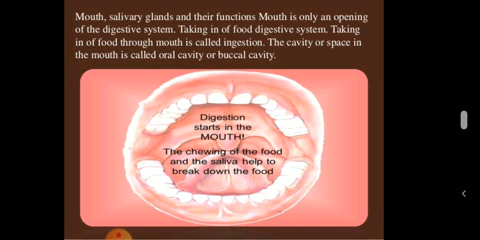 Mouth, salivary glands and their functions Mouth is only an opening
of the digestive system. Taking in of food digestive system. Taking
in of food through mouth is called ingestion. The cavity or space in
the mouth is called oral cavity or buccal cavity.
Digestion
starts in the
MOUTH!
The chewing of the food
and the saliva help to
break down the food